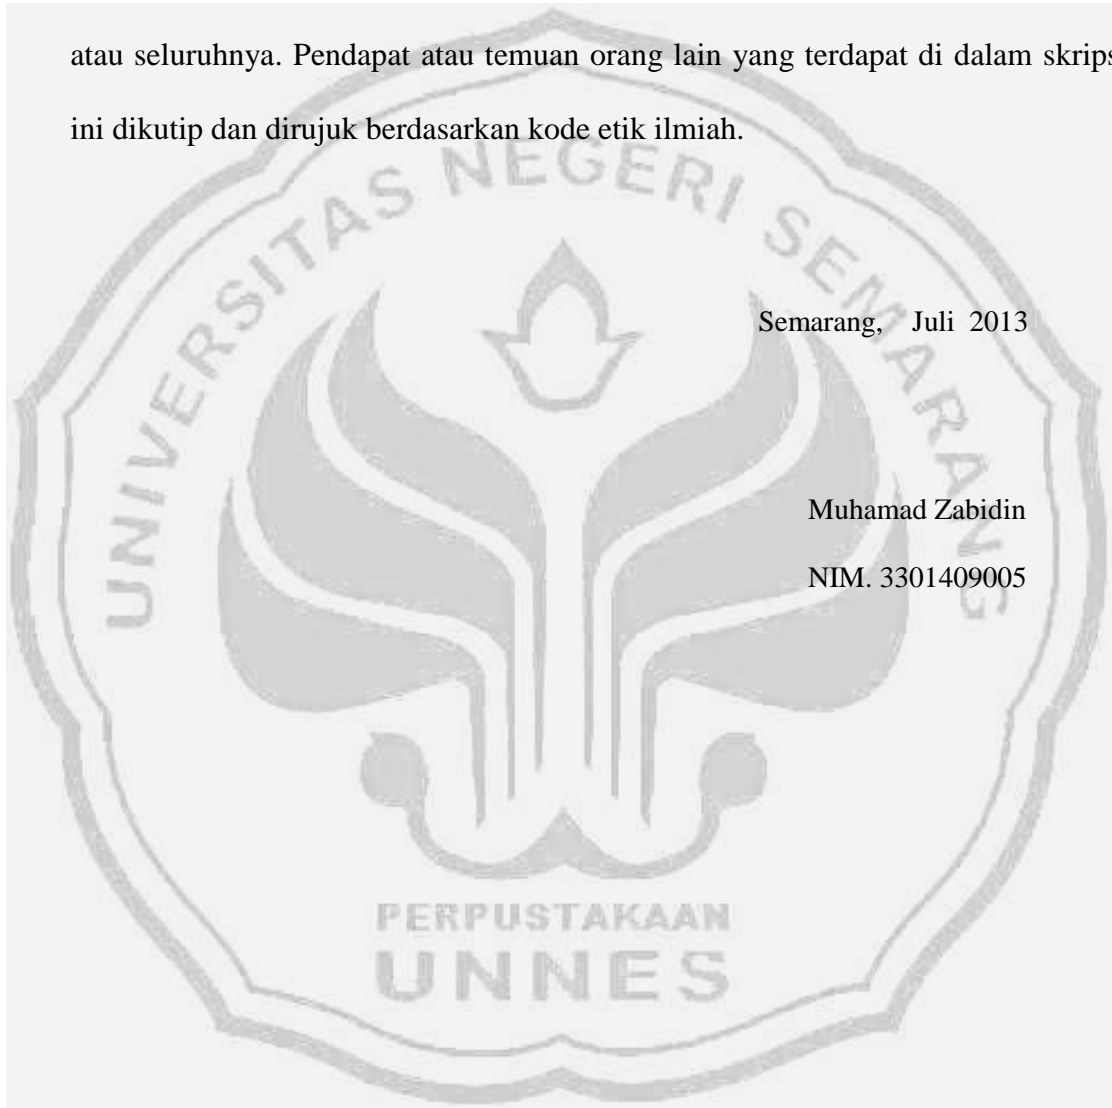 atau seluruhnya. Pendapat atau temuan orang lain yang terdapat di dalam skrips
ini dikutip dan dirujuk berdasarkan kode etik ilmiah.
UNIVERSITAS NEGERI SEMARANG
Semarang, Juli 2013
Muhamad Zabidin
NIM. 3301409005
PERPUSTAKAAN
UNNES